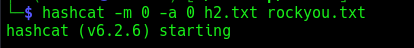 └─$ hashcat -m 0 -a 0 h2.txt rockyou.txt
hashcat (v6.2.6) starting